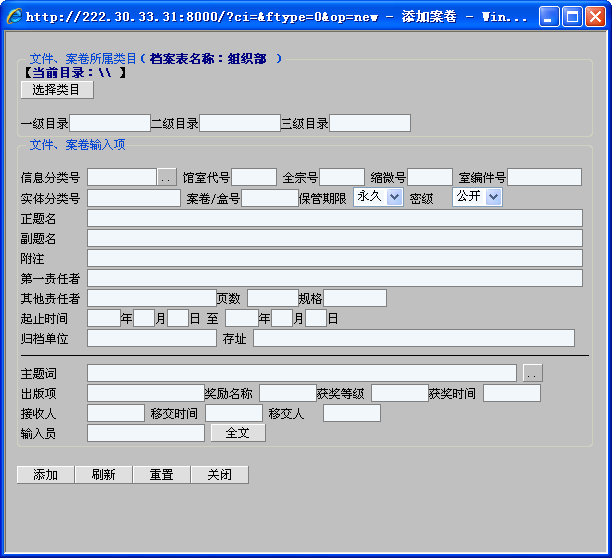 http://222.30.33.31:8000/?ci=&ftype=0&op=new - 添加案卷 - Win...
文件、案卷所属类目( 档案表名称：组织部 )
【当前目录：\\ 】
选择类目
一级目录 二级目录 三级目录
文件、案卷输入项
信息分类号 .. 馆室代号 全宗号 缩微号 室编件号
实体分类号 案卷/盒号 保管期限 永久 密级 公开
正题名
副题名
附注
第一责任者
其他责任者 页数 规格
起止时间 年 月 日 至 年 月 日
归档单位 存址
主题词 ..
出版项 奖励名称 获奖等级 获奖时间
接收人 移交时间 移交人
输入员 全文
添加 刷新 重置 关闭